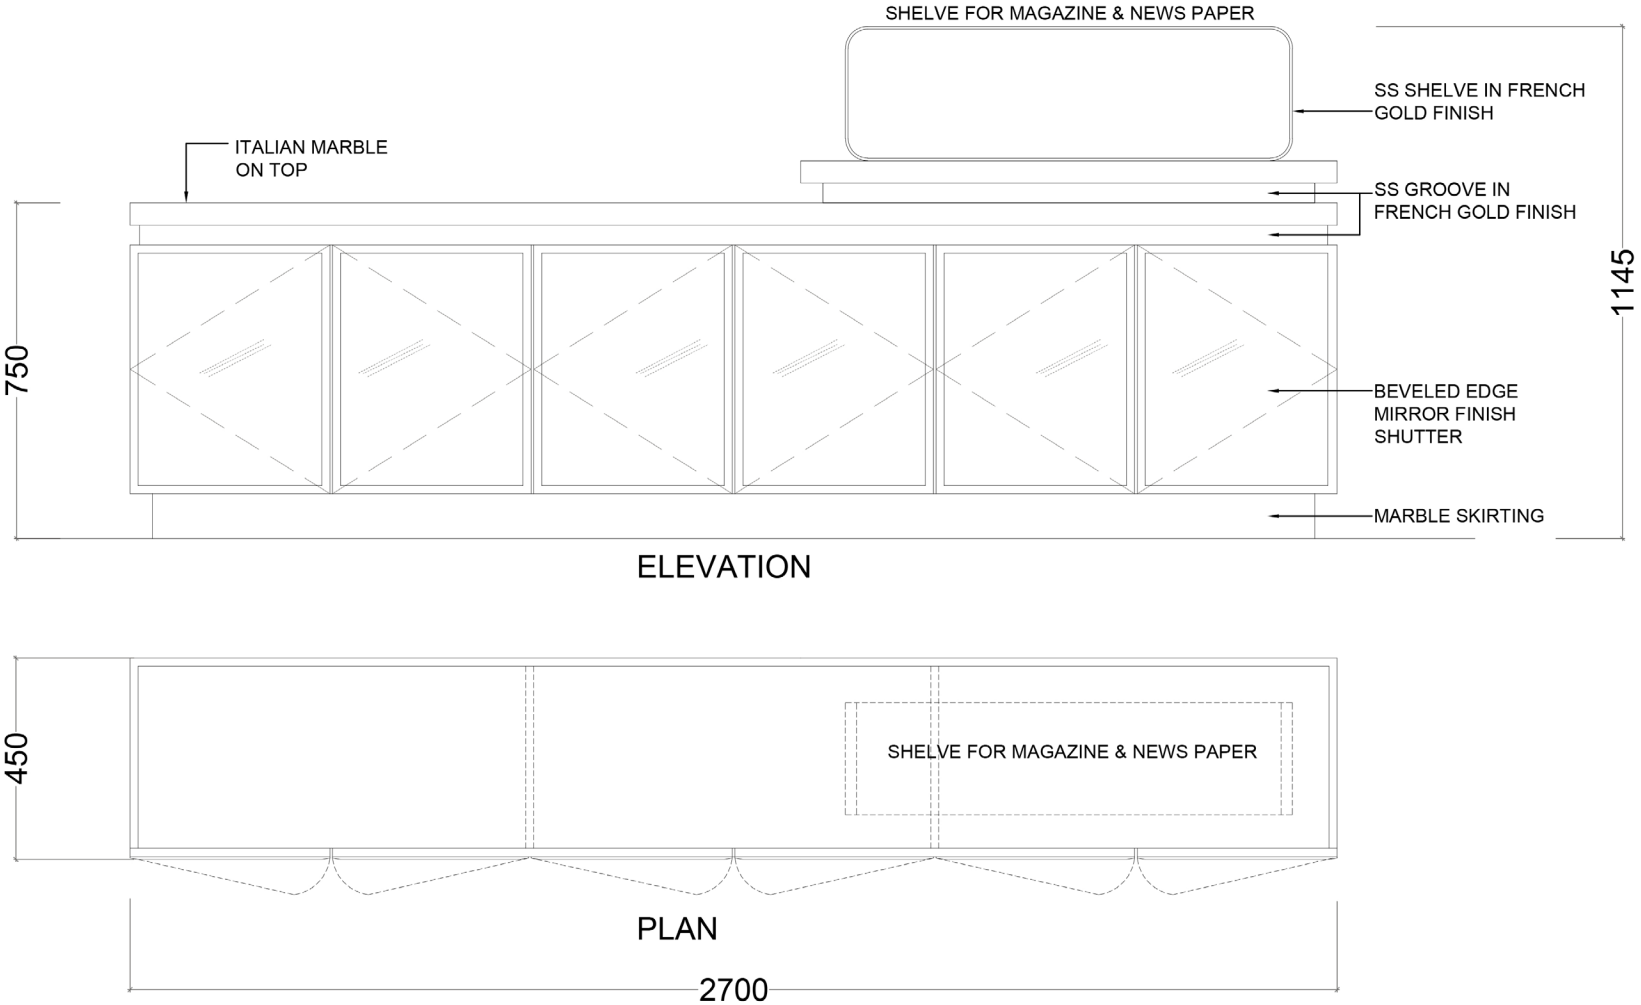 SHELVE FOR MAGAZINE & NEWS PAPER
SS SHELVE IN FRENCH
GOLD FINISH
ITALIAN MARBLE
ON TOP
SS GROOVE IN
FRENCH GOLD FINISH
1145
750
BEVELED EDGE
MIRROR FINISH
SHUTTER
MARBLE SKIRTING
ELEVATION
450
SHELVE FOR MAGAZINE & NEWS PAPER
PLAN
2700